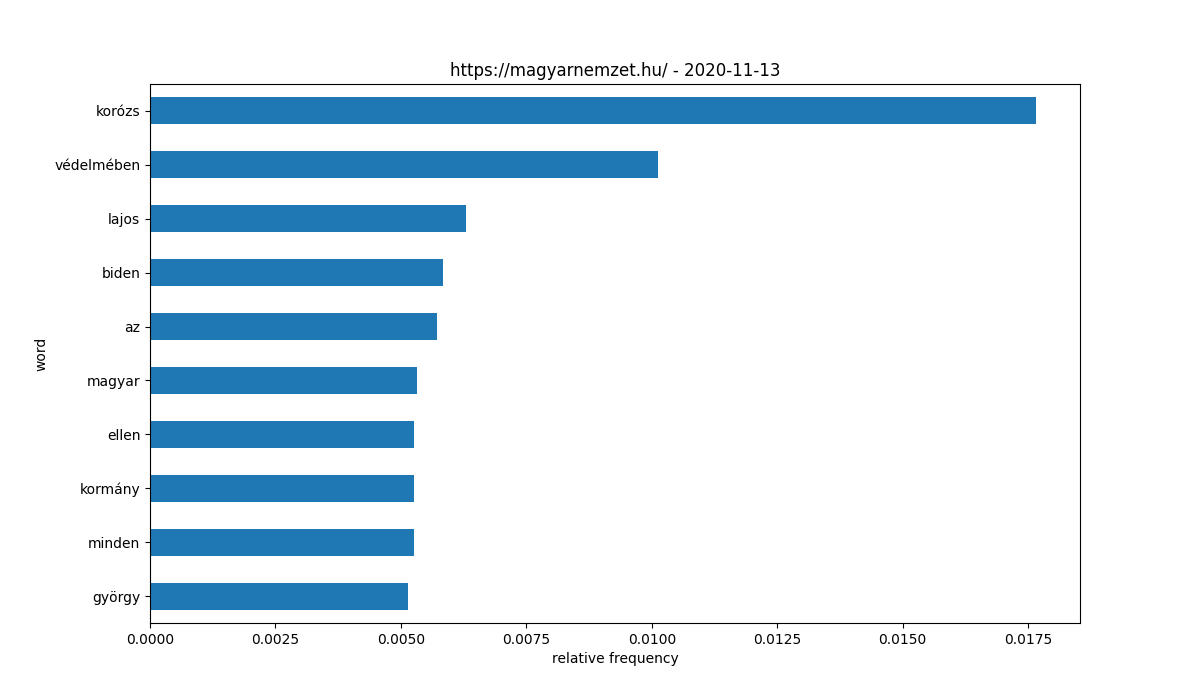 https://magyarnemzet.hu/ - 2020-11-13
korózs
védelmében
lajos
biden
az
magyar
ellen
kormány
minden
györgy
word
0.0000 0.0025 0.0050 0.0075 0.0100 0.0125 0.0150 0.0175
relative frequency